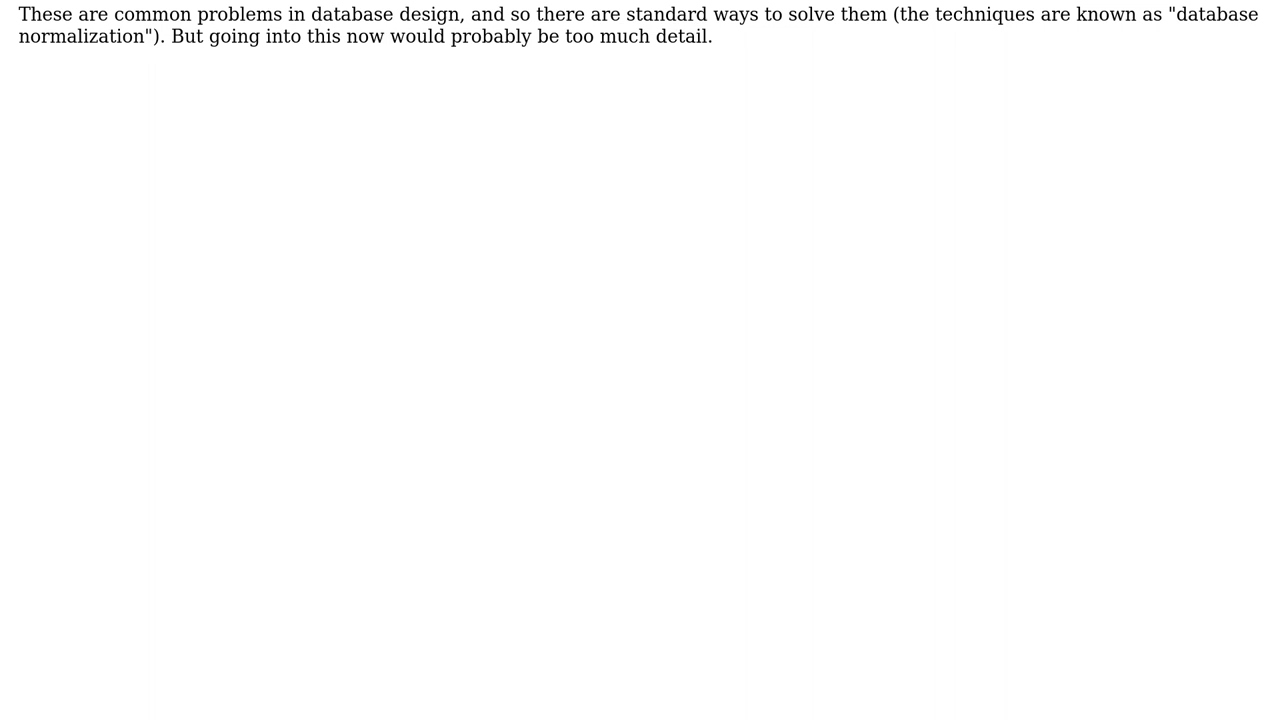 These are common problems in database design, and so there are standard ways to solve them (the techniques are known as "database
normalization"). But going into this now would probably be too much detail.